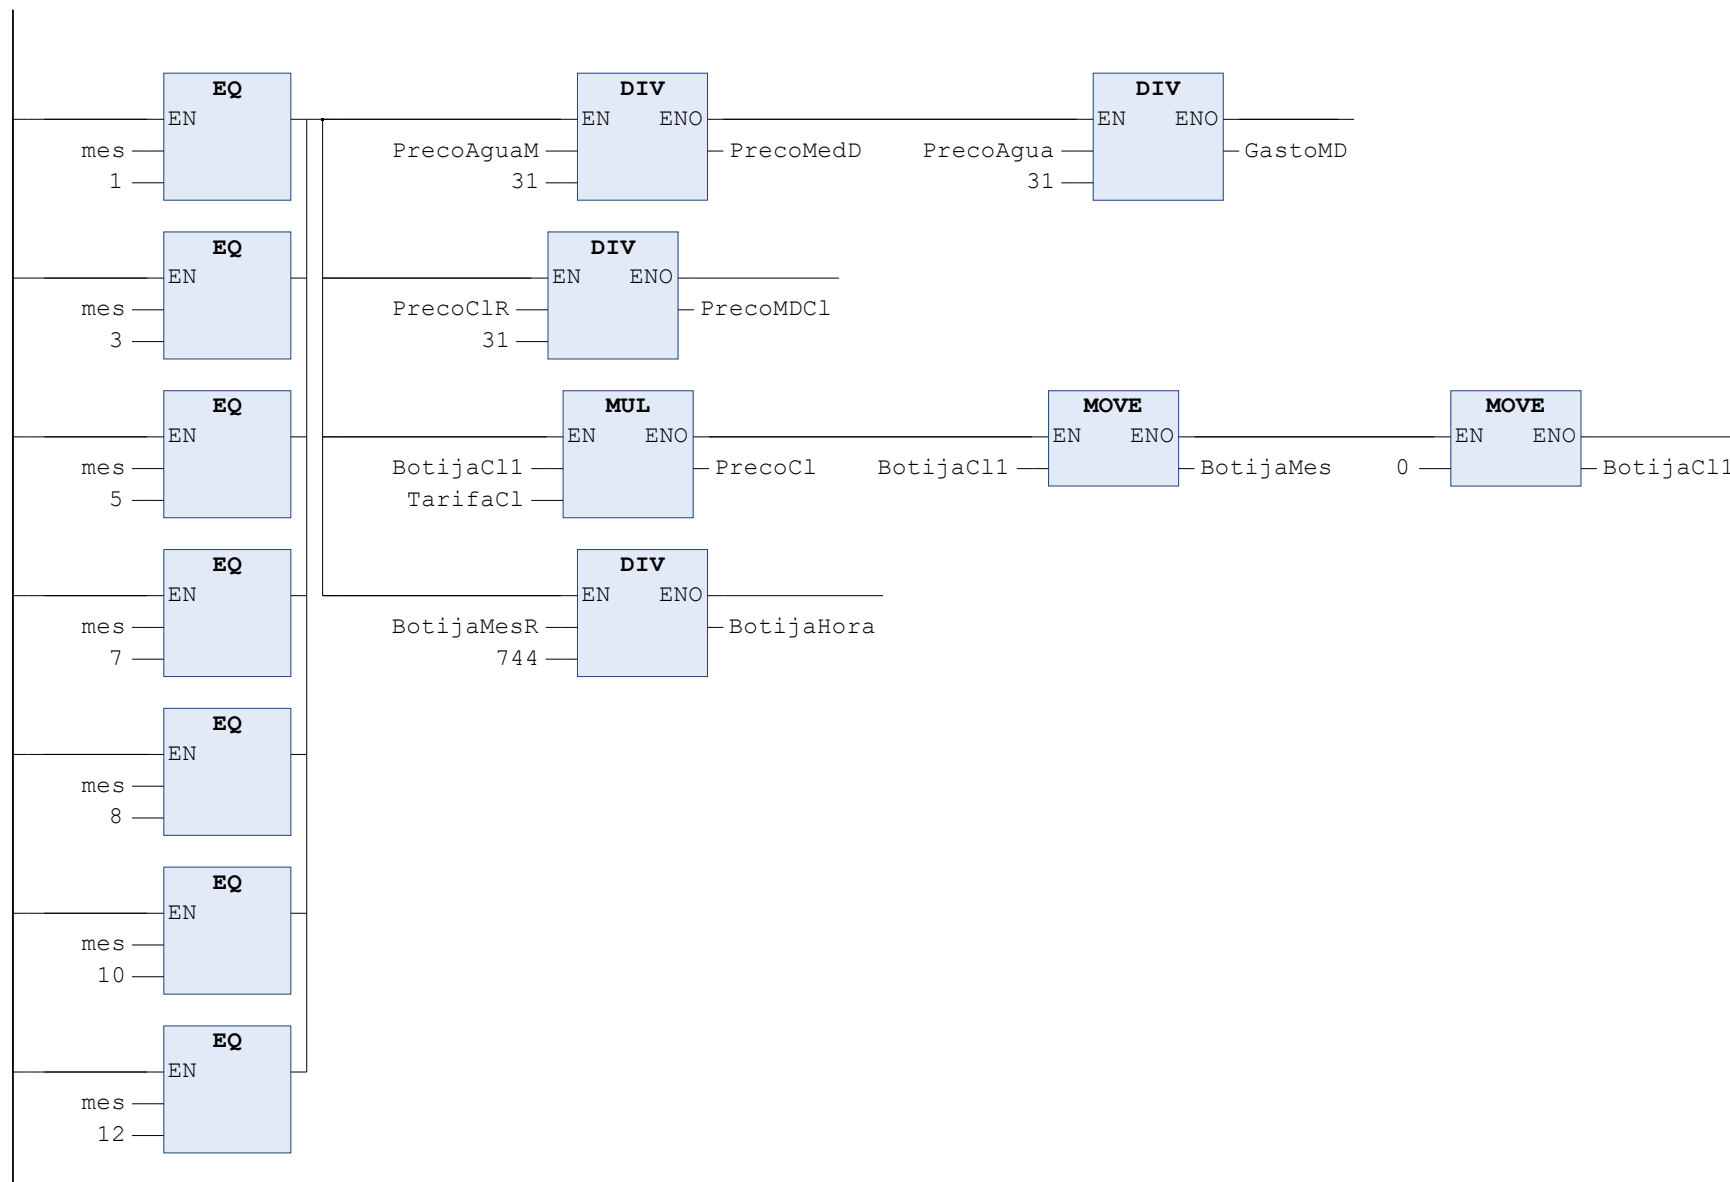 EQ DIV DIV
EN EN ENO EN ENO
mes PrecoAguaM PrecoMedD PrecoAgua GastoMD
1 31 31
EQ DIV
EN EN ENO
mes PrecoClR PrecoMDCl
3 31
EQ MUL MOVE MOVE
EN EN ENO EN ENO EN ENO
mes BotijaCl1 PrecoCl BotijaCl1 BotijaMes 0 BotijaCl1
5 TarifaCl
EQ DIV
EN EN ENO
mes BotijaMesR BotijaHora
7 744
EQ
EN
mes
8
EQ
EN
mes
10
EQ
EN
mes
12